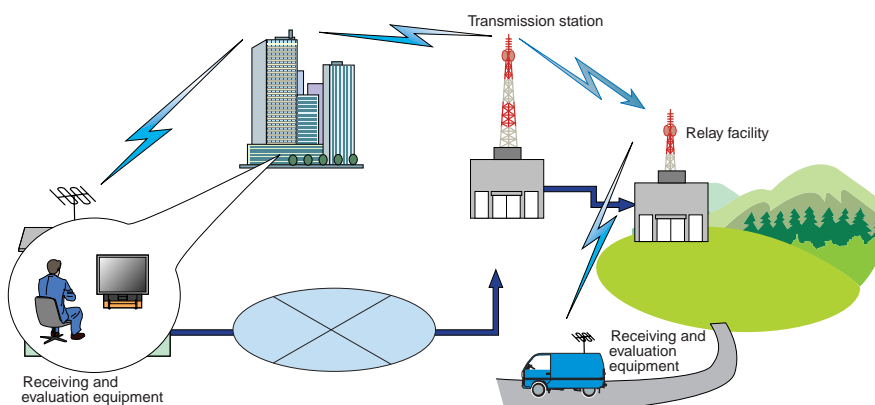 Transmission station
Relay facility
Receiving and
evaluation
equipment
Receiving and
evaluation equipment